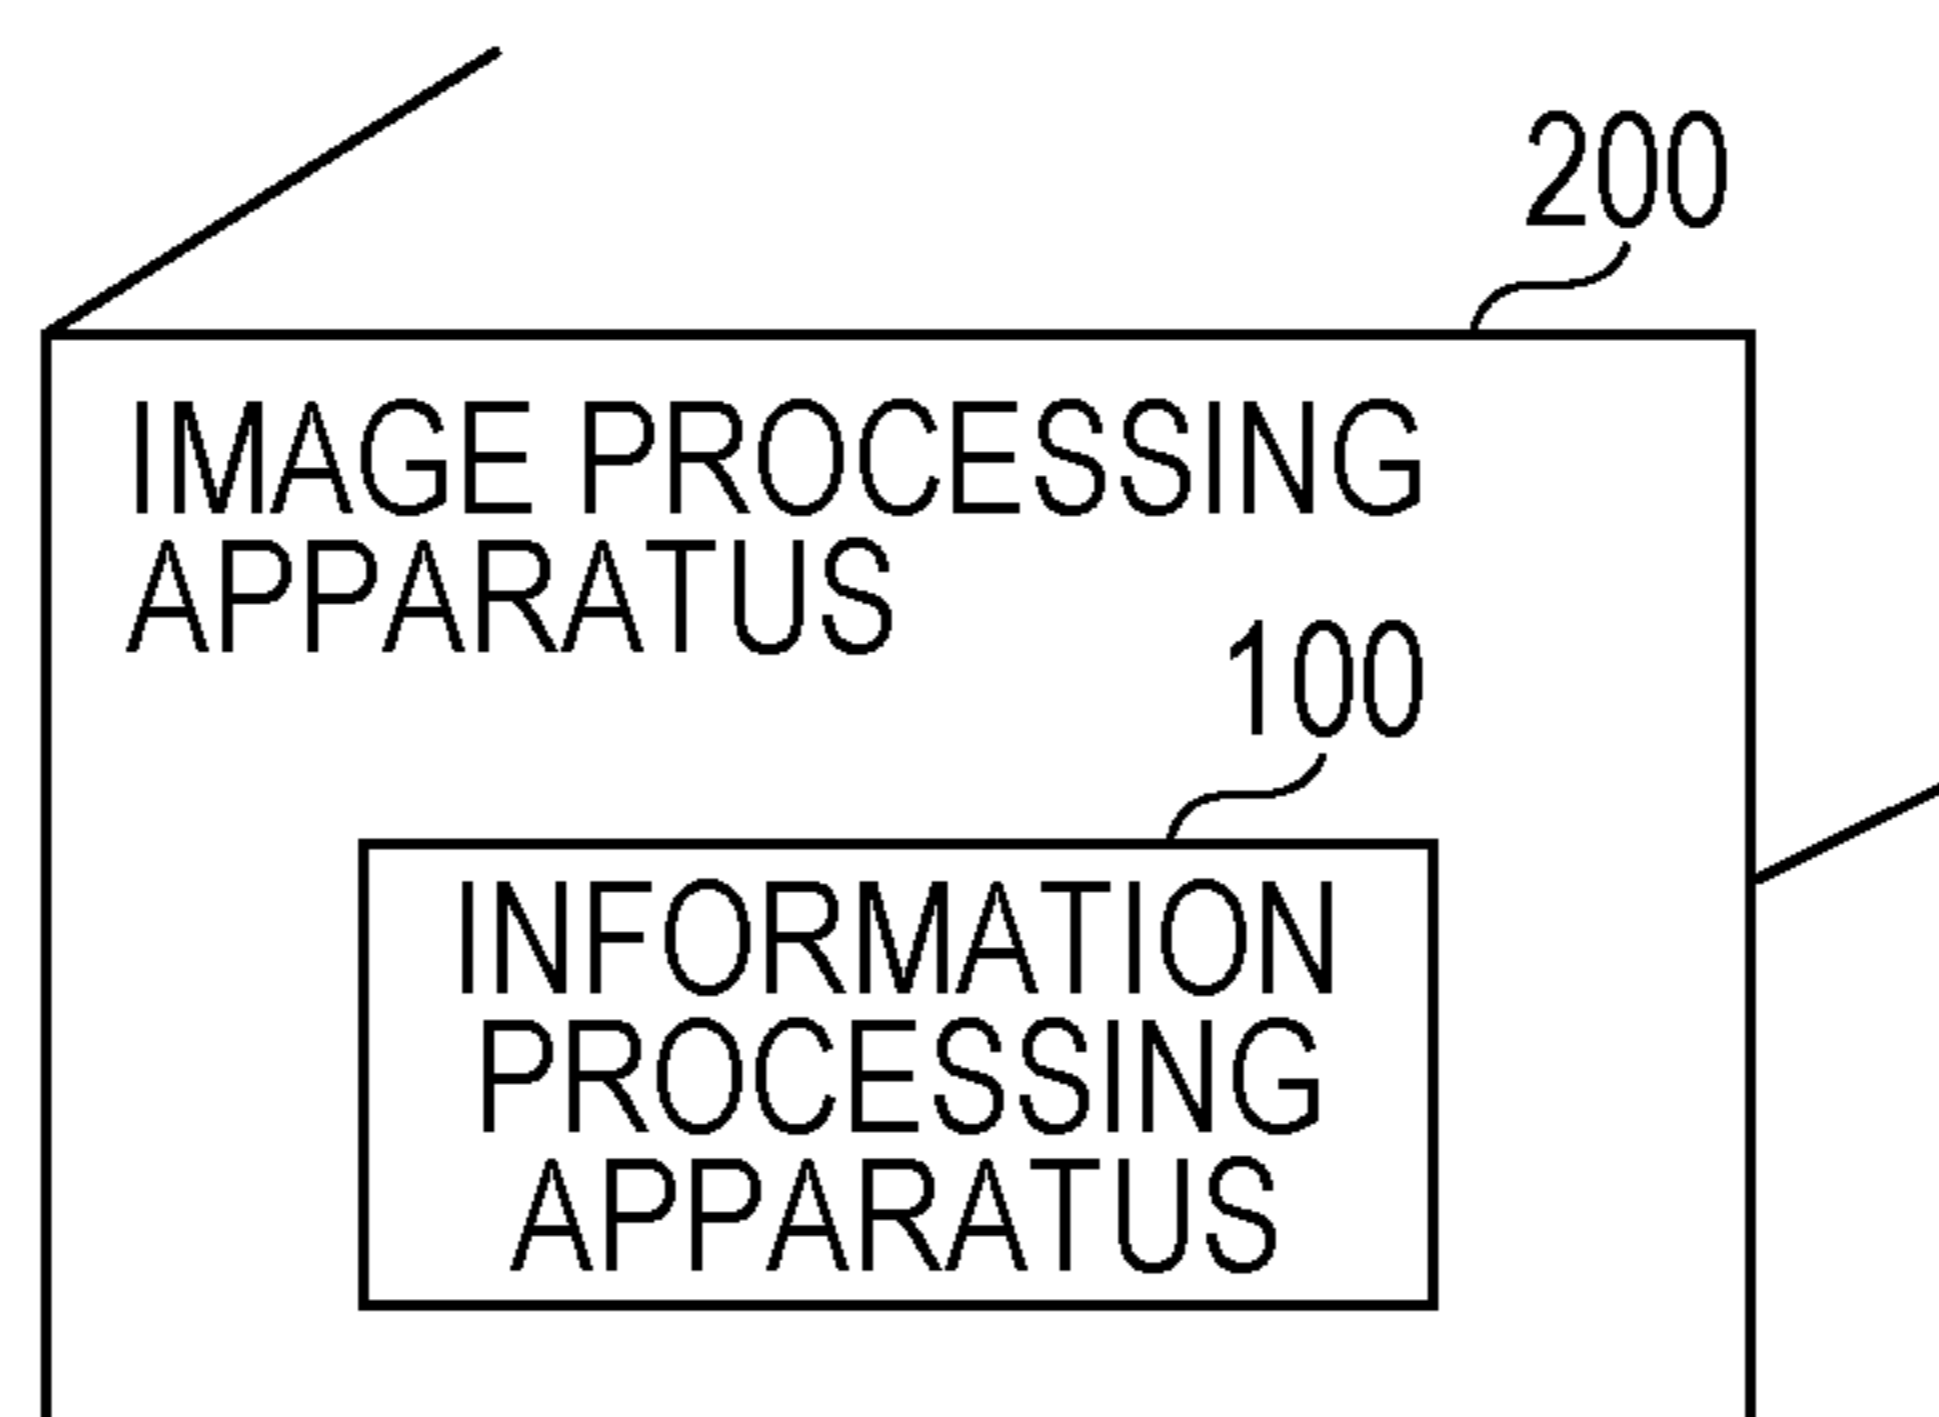 200
IMAGE PROCESSING
APPARATUS
100
INFORMATION
PROCESSING
APPARATUS